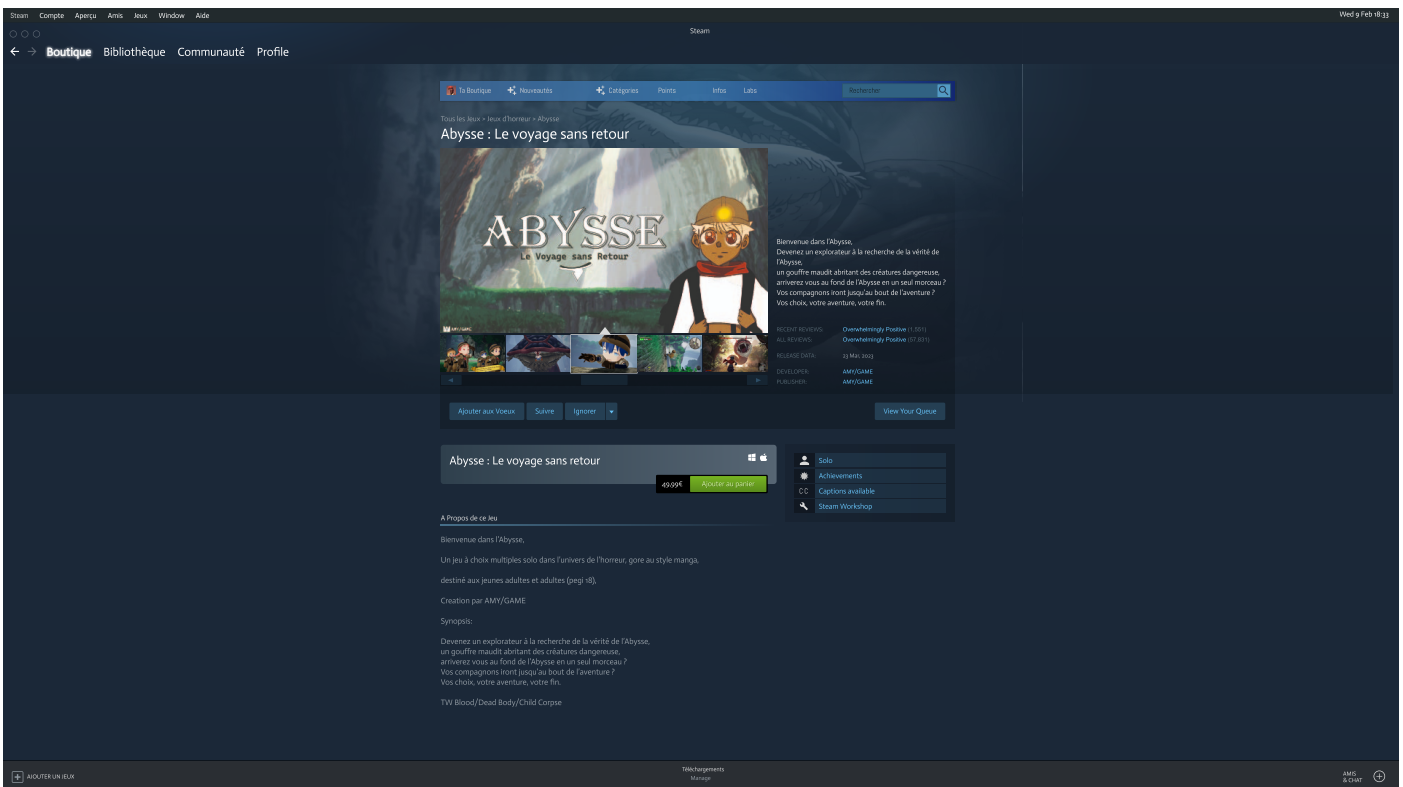 Steam Compte Aperçu Amis Jeux Window Aide
Wed 9 Feb 18:33
Steam
Boutique Bibliothèque Communauté Profile
Ta Boutique Nouveautés Catégories Points Infos Labs Rechercher
Tous les Jeux > Jeux d'horreur > Abysse
Abysse : Le voyage sans retour
ABYSSE
Le Voyage sans Retour
AMY/GAME
Bienvenue dans l'Abysse,
Devenez un explorateur à la recherche de la vérité de
l'Abysse,
un gouffre maudit abritant des créatures dangereuse,
arriverez vous au fond de l'Abysse en un seul morceau ?
Vos compagnons iront jusqu'au bout de l'aventure ?
Vos choix, votre aventure, votre fin.
RECENT REVIEWS: Overwhelmingly Positive (1,561)
ALL REVIEWS: Overwhelmingly Positive (57,821)
RELEASE DATA: 23 Mar, 2023
DEVELOPER: AMY/GAME
PUBLISHER: AMY/GAME
Ajouter aux Voeux Suivre Ignorer
View Your Queue
Abysse : Le voyage sans retour
49,99€ Ajouter au panier
Solo
Achievements
CC Captions available
Steam Workshop
A Propos de ce Jeu
Bienvenue dans l'Abysse,
Un jeu à choix multiples solo dans l'univers de l'horreur, gore au style manga,
destiné aux jeunes adultes et adultes (pegi 18),
Creation par AMY/GAME
Synopsis:
Devenez un explorateur à la recherche de la vérité de l'Abysse,
un gouffre maudit abritant des créatures dangereuse,
arriverez vous au fond de l'Abysse en un seul morceau ?
Vos compagnons iront jusqu'au bout de l'aventure ?
Vos choix, votre aventure, votre fin.
TW Blood/Dead Body/Child Corpse
AJOUTER UN JEUX
Téléchargements
Manage
AMIS
& CHAT